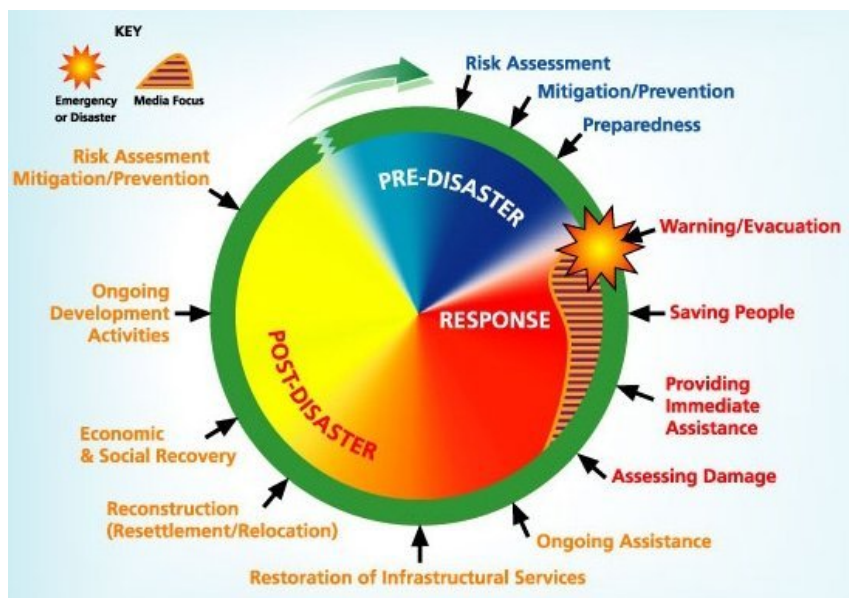 KEY
Emergency
or Disaster
Media Focus
Risk Assessment
Mitigation/Prevention
Preparedness
Warning/Evacuation
Saving People
Providing
Immediate
Assistance
Assessing Damage
Ongoing Assistance
Restoration of Infrastructural Services
Reconstruction
(Resettlement/Relocation)
Economic
& Social Recovery
Ongoing
Development
Activities
Risk Assesment
Mitigation/Prevention
PRE-DISASTER
RESPONSE
POST-DISASTER